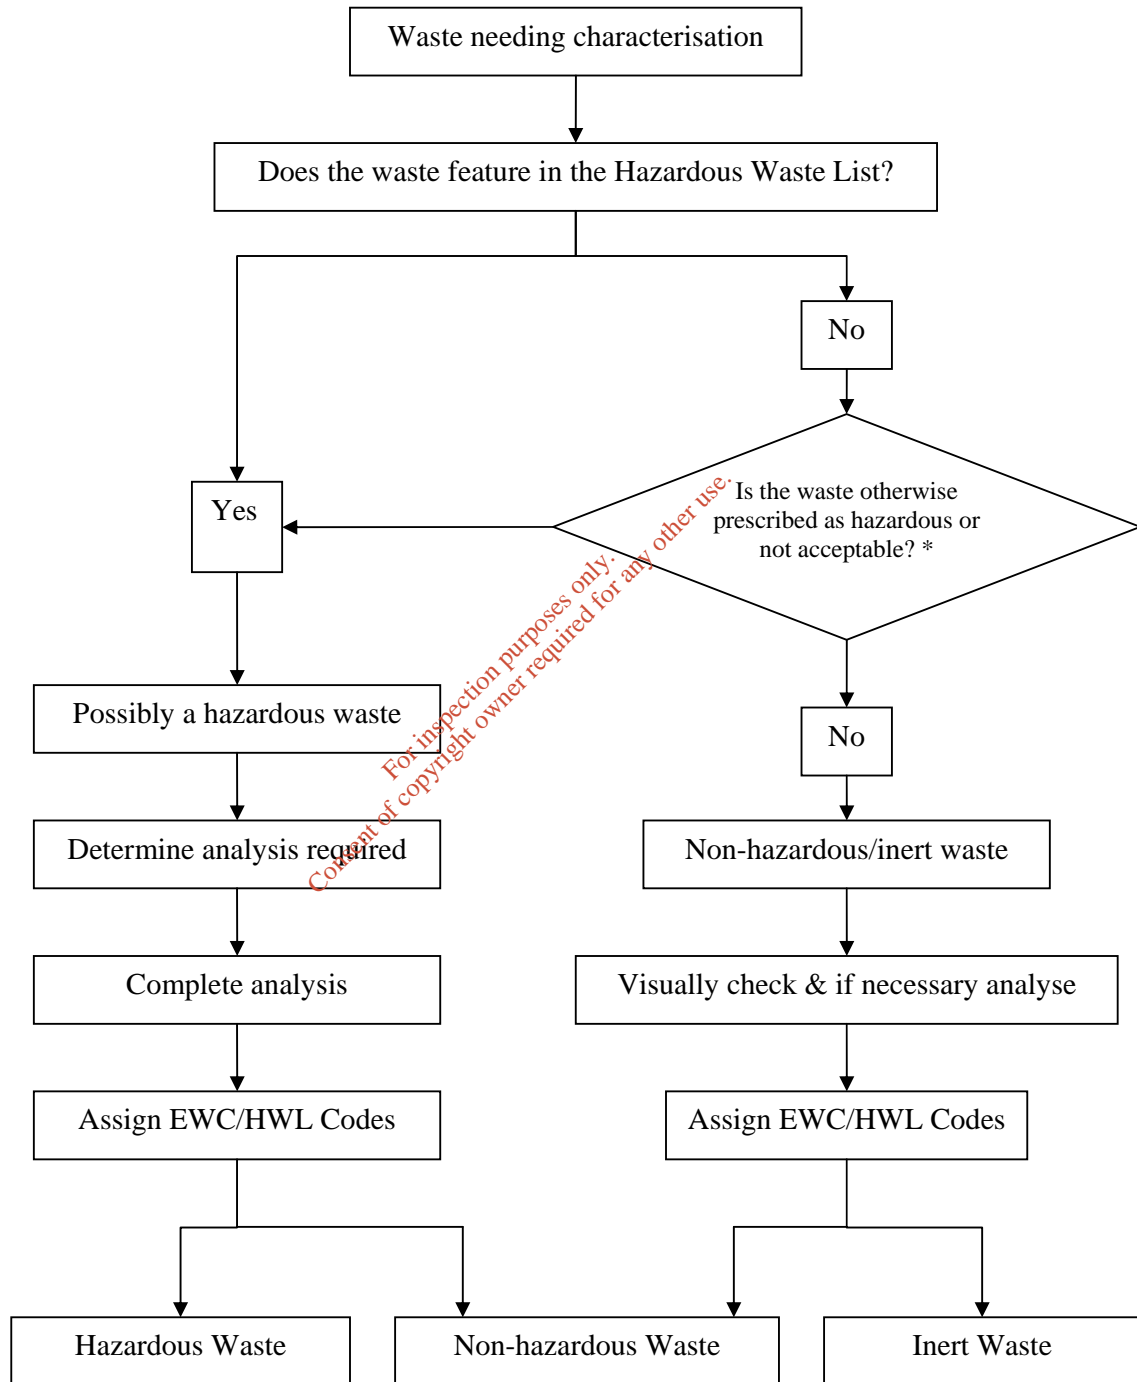 Waste needing characterisation
Does the waste feature in the Hazardous Waste List?
No
Yes
Is the waste otherwise
prescribed as hazardous or
not acceptable? *
For inspection purposes only.
Consent of copyright owner required for any other use.
Possibly a hazardous waste
No
Determine analysis required
Non-hazardous/inert waste
Complete analysis
Visually check & if necessary analyse
Assign EWC/HWL Codes
Assign EWC/HWL Codes
Hazardous Waste
Non-hazardous Waste
Inert Waste